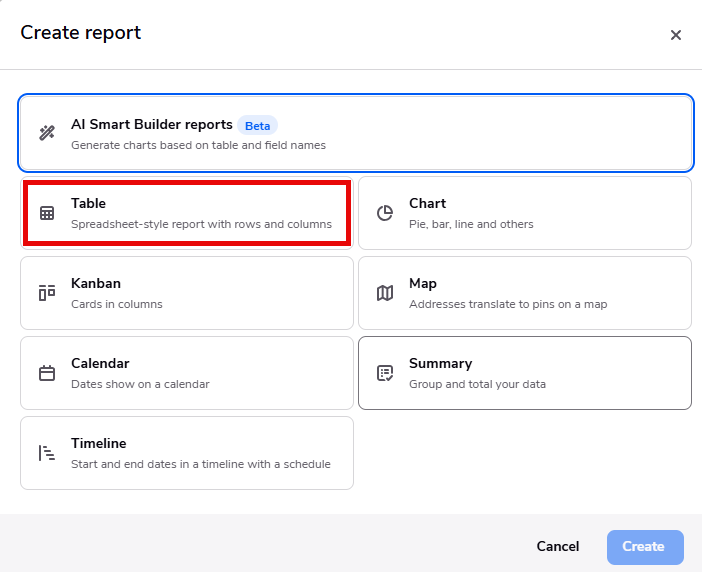 Create report
AI Smart Builder reports Beta
Generate charts based on table and field names
Table
Spreadsheet-style report with rows and columns
Chart
Pie, bar, line and others
Kanban
Cards in columns
Map
Addresses translate to pins on a map
Calendar
Dates show on a calendar
Summary
Group and total your data
Timeline
Start and end dates in a timeline with a schedule
Cancel
Create